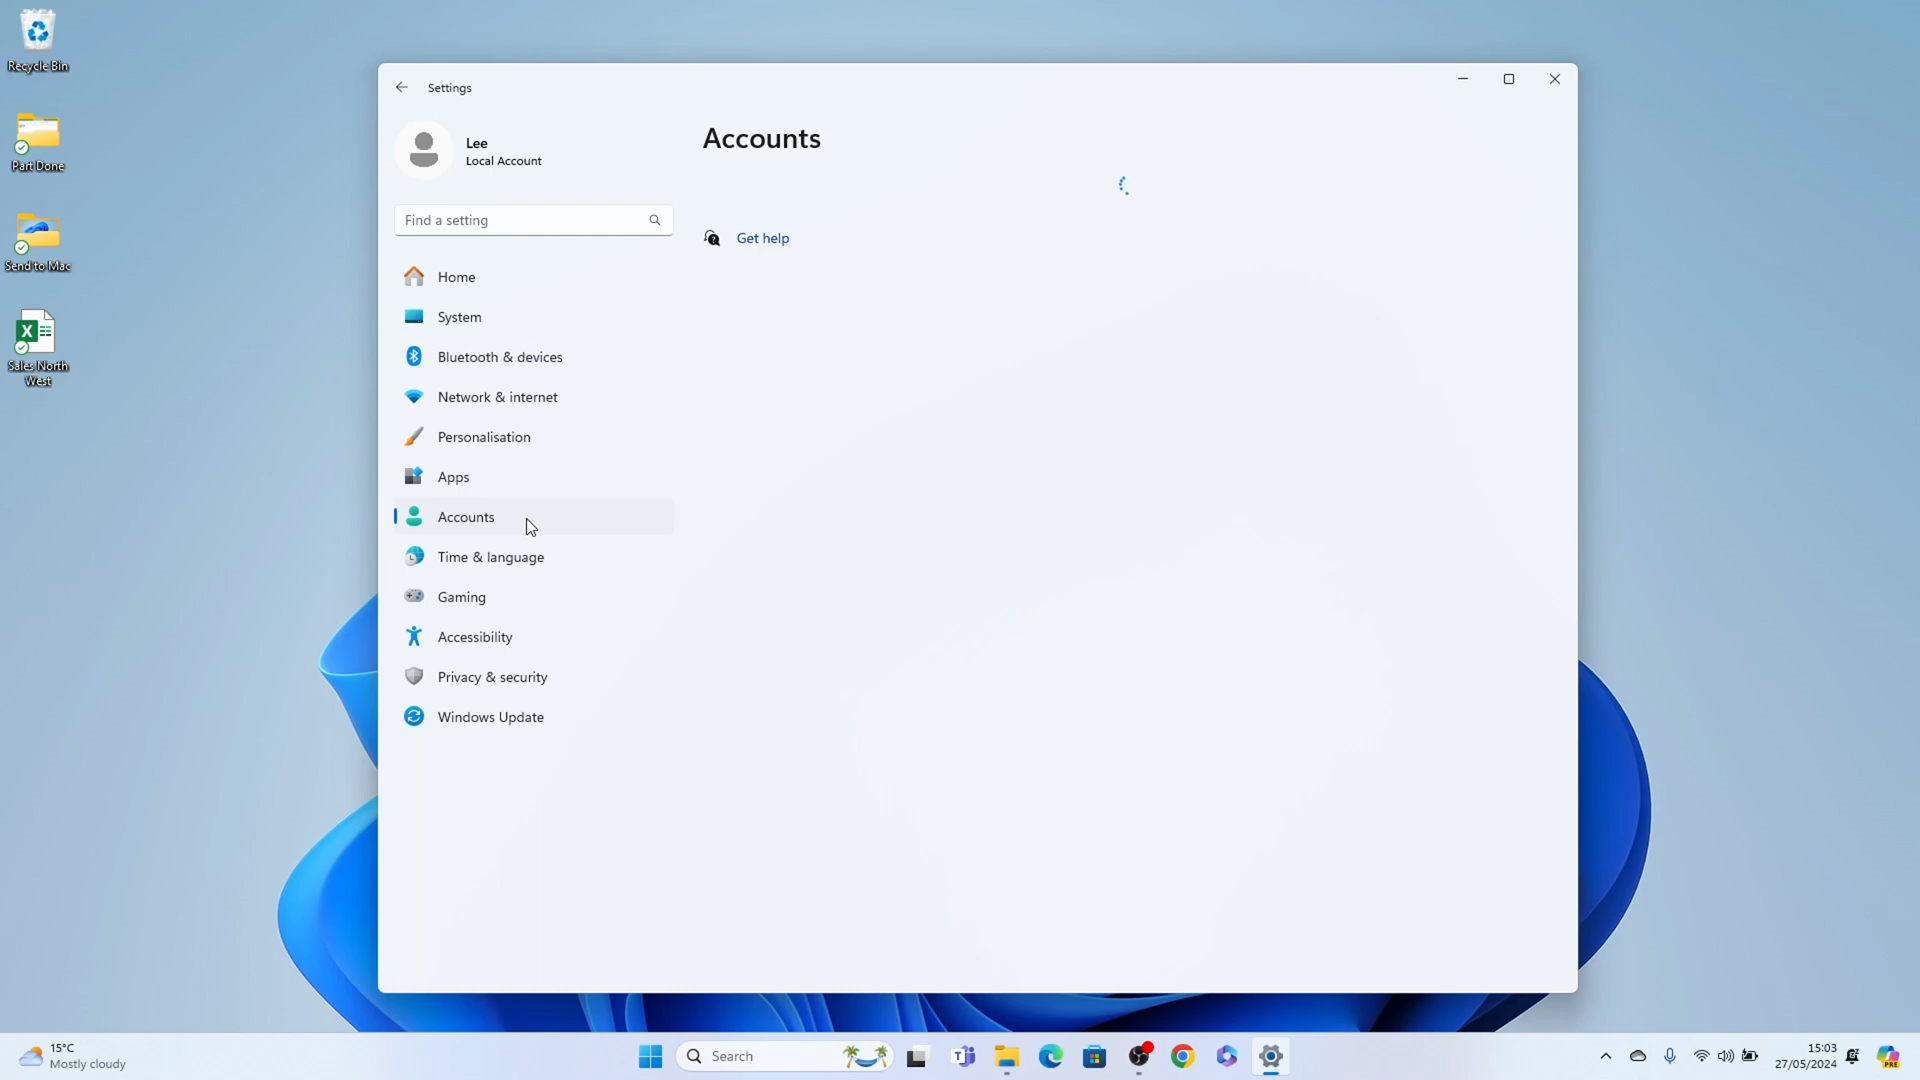 Recycle Bin
Part Done
Send to Mac
Sales North
West
Settings
Lee
Local Account
Find a setting
Home
System
Bluetooth & devices
Network & internet
Personalisation
Apps
Accounts
Time & language
Gaming
Accessibility
Privacy & security
Windows Update
Accounts
Get help
15°C
Mostly cloudy
Search
15:03
27/05/2024
PRE